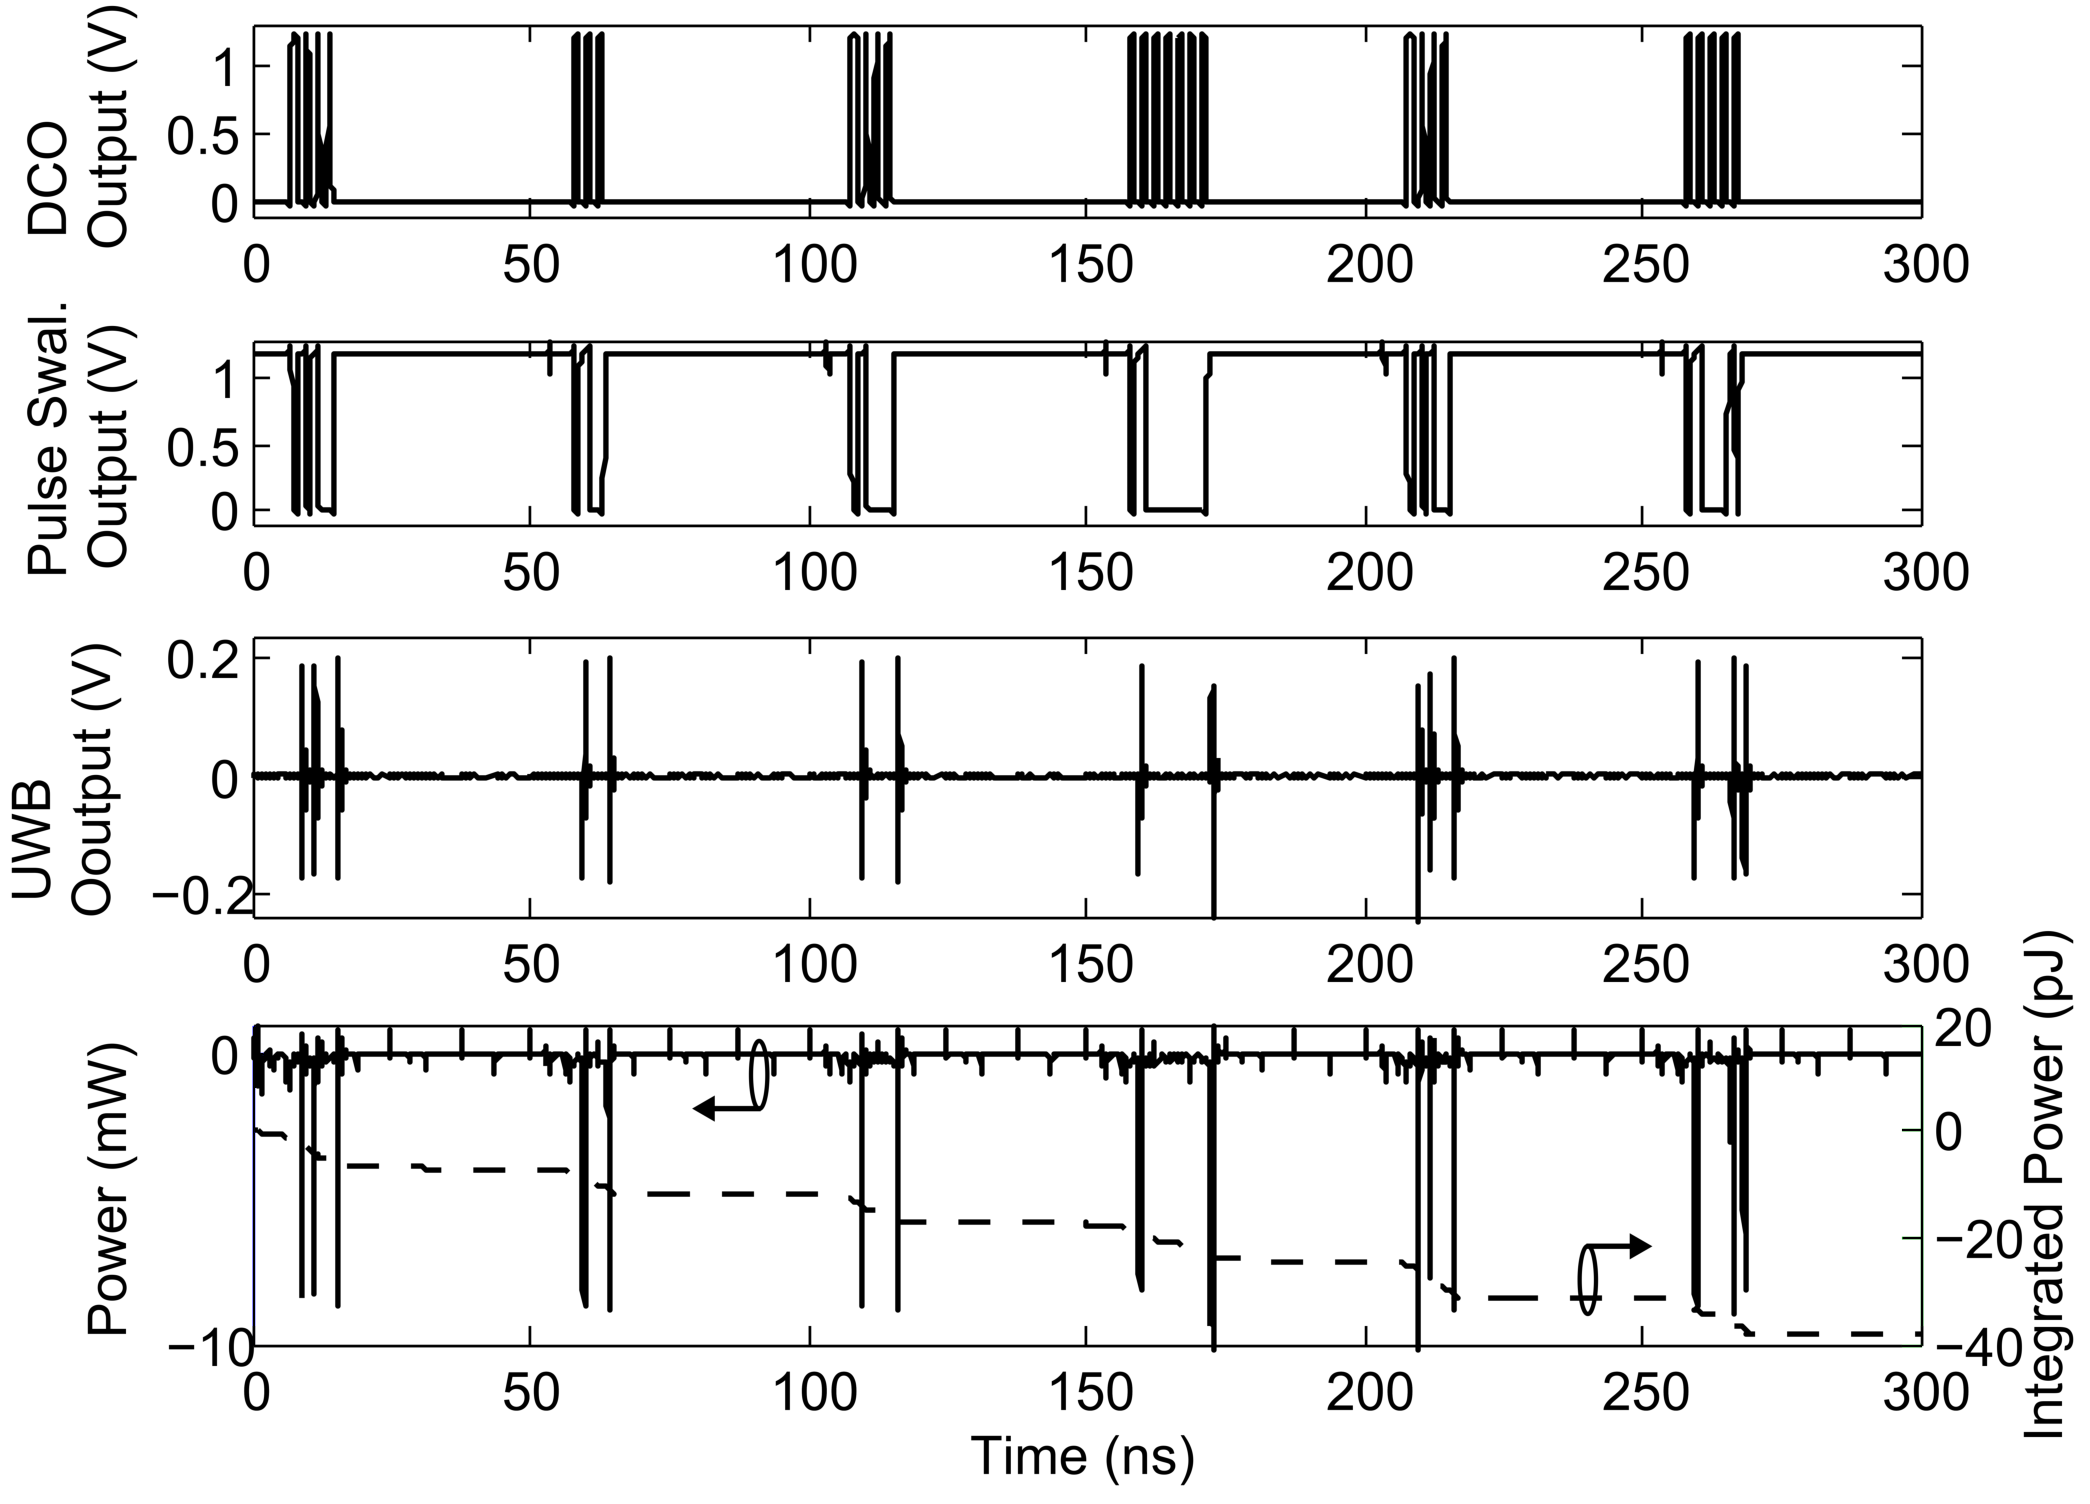 DCO
Output (V)
1
0.5
0
0 50 100 150 200 250 300
Pulse Swal.
Output (V)
1
0.5
0
0 50 100 150 200 250 300
UWB
Ooutput (V)
0.2
0
−0.2
0 50 100 150 200 250 300
Power (mW)
0
−10
20
0
−20
−40
Integrated Power (pJ)
0 50 100 150 200 250 300
Time (ns)